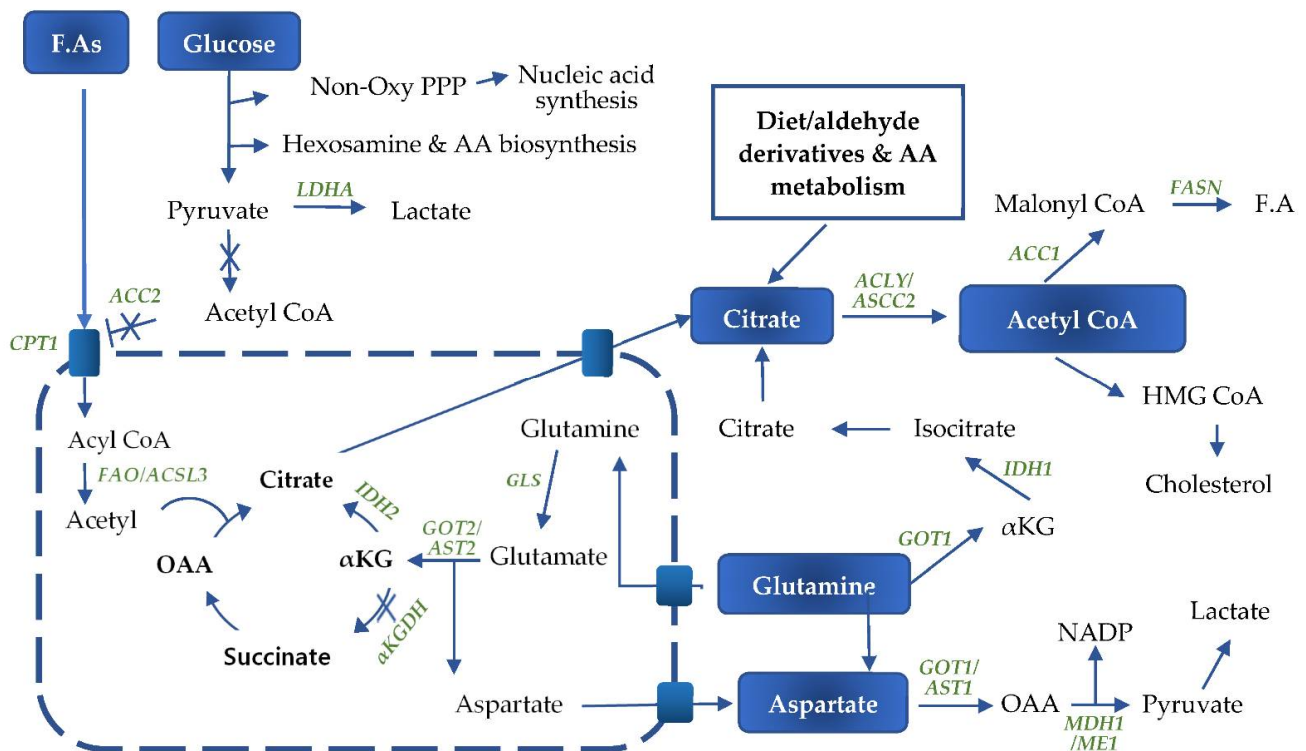 F.As
Glucose
Non-Oxy PPP
Nucleic acid
synthesis
Hexosamine & AA biosynthesis
LDHA
Pyruvate
Lactate
Acetyl CoA
ACC2
CPT1
Diet/aldehyde
derivatives & AA
metabolism
Malonyl CoA
FASN
F.A
ACC1
ACLY/
ASCC2
Citrate
Acetyl CoA
HMG CoA
Cholesterol
Citrate
Isocitrate
IDH1
αKG
GOT1
Acyl CoA
FAO/ACSL3
Acetyl
Citrate
OAA
IDH2
αKG
αKGDH
Succinate
Glutamine
GLS
GOT2/
AST2
Glutamate
Aspartate
Glutamine
Aspartate
GOT1/
AST1
OAA
NADP
MDH1
/ME1
Pyruvate
Lactate